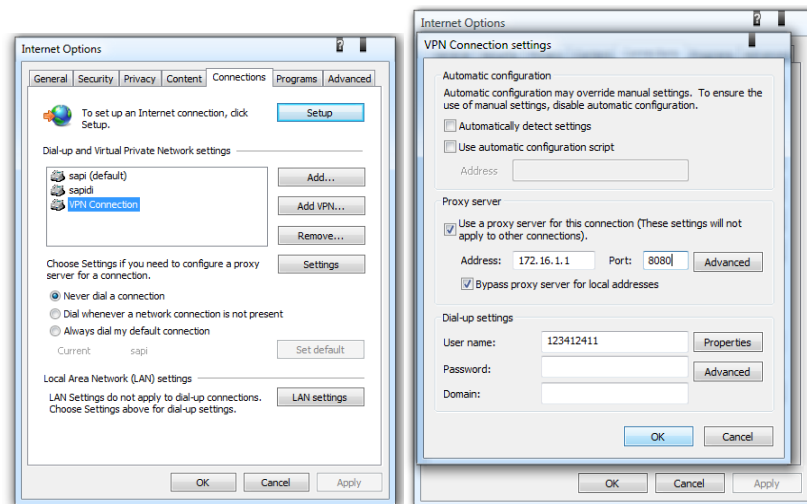 Internet Options
General Security Privacy Content Connections Programs Advanced
To set up an Internet connection, click
Setup.
Setup
Dial-up and Virtual Private Network settings
sapi (default)
sapidi
VPN Connection
Add...
Add VPN...
Remove...
Choose Settings if you need to configure a proxy
server for a connection.
Settings
Never dial a connection
Dial whenever a network connection is not present
Always dial my default connection
Current sapi
Set default
Local Area Network (LAN) settings
LAN Settings do not apply to dial-up connections.
Choose Settings above for dial-up settings.
LAN settings
OK Cancel Apply
Internet Options
VPN Connection settings
Automatic configuration
Automatic configuration may override manual settings. To ensure the
use of manual settings, disable automatic configuration.
Automatically detect settings
Use automatic configuration script
Address
Proxy server
Use a proxy server for this connection (These settings will not
apply to other connections).
Address: 172.16.1.1 Port: 8080 Advanced
Bypass proxy server for local addresses
Dial-up settings
User name: 123412411 Properties
Password: Advanced
Domain:
OK Cancel
OK Cancel Apply